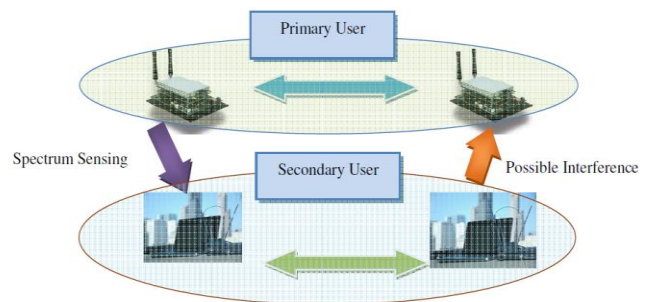 Primary User
Spectrum Sensing
Secondary User
Possible Interference